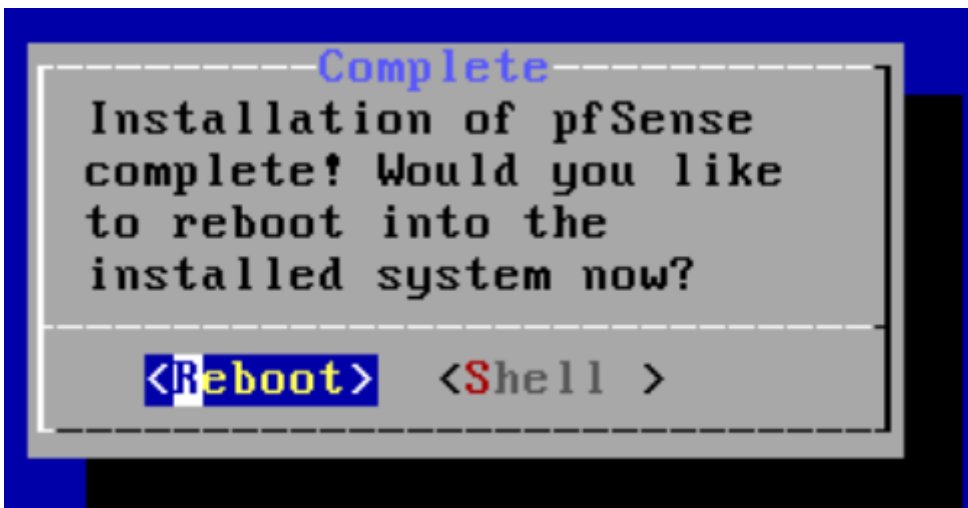 Complete
Installation of pfSense
complete! Would you like
to reboot into the
installed system now?
<Reboot> <Shell >